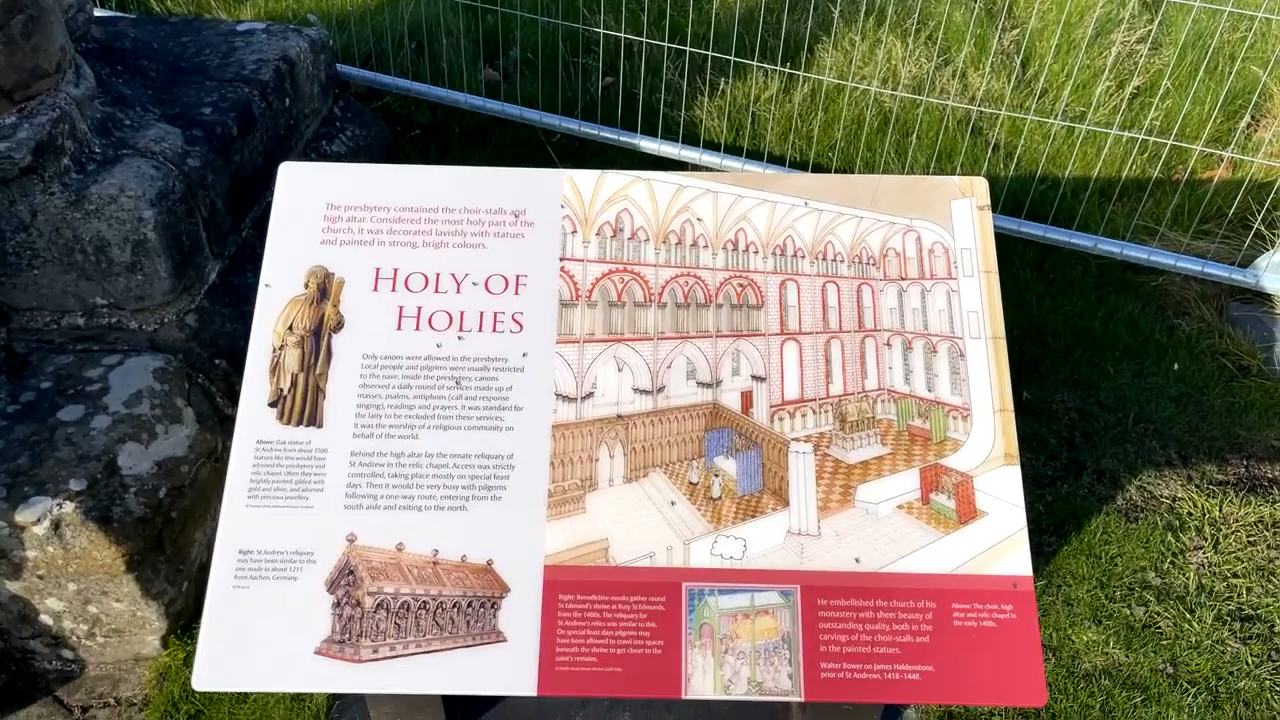 The presbytery contained the choir-stalls and
high altar. Considered the most holy part of the
church, it was decorated lavishly with statues
and painted in strong, bright colours.
HOLY OF
HOLIES
Only canons were allowed in the presbytery.
Local people and pilgrims were usually restricted
to the nave. Inside the presbytery, canons
observed a daily round of services made up of
masses, psalms, antiphons (call and response
singing), readings and prayers. It was standard for
the laity to be excluded from these services;
it was the worship of a religious community on
behalf of the world.
Behind the high altar lay the ornate reliquary of
St Andrew in the relic chapel. Access was strictly
controlled, taking place mostly on special feast
days. Then it would be very busy with pilgrims
following a one-way route, entering from the
south aisle and exiting to the north.
Above: Oak statue of
St Andrew from about 1500.
Statues like this would have
adorned the presbytery and
relic chapel. Often they were
brightly painted, gilded with
gold and silver, and adorned
with precious jewellery.
Right: St Andrew's reliquary
may have been similar to this
one made in about 1215
from Aachen, Germany.
Right: Benedictine monks gather round
St Edmund's shrine at Bury St Edmunds,
from the 1400s. The reliquary for
St Andrew's relics was similar to this.
On special feast days pilgrims may
have been allowed to crawl into spaces
beneath the shrine to get closer to the
saint's remains.
He embellished the church of his
monastery with sheer beauty of
outstanding quality, both in the
carvings of the choir-stalls and
in the painted statues.
Walter Bower on James Haldenstone,
prior of St Andrews, 1418–1448.
Above: The choir, high
altar and relic chapel in
the early 1400s.